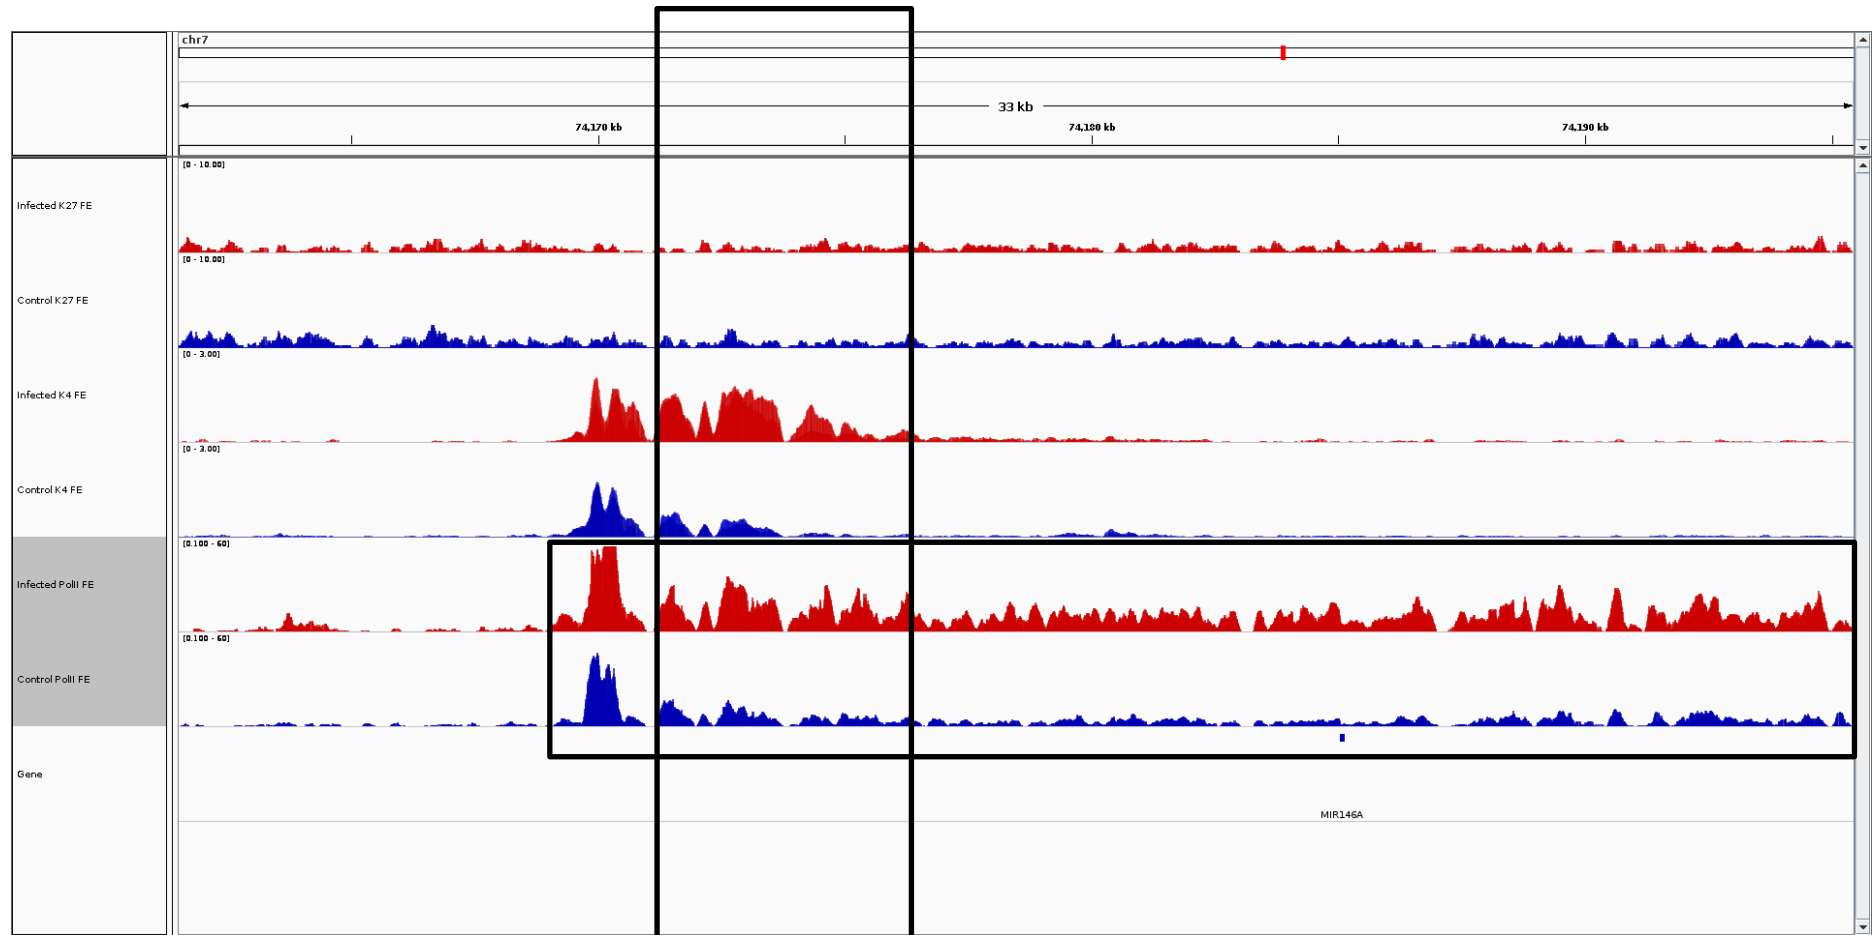 chr7
33 kb
74,170 kb 74,180 kb 74,190 kb
[0 - 10.00]
Infected K27 FE
[0 - 10.00]
Control K27 FE
[0 - 3.00]
Infected K4 FE
[0 - 3.00]
Control K4 FE
[0.100 - 60]
Infected PolII FE
[0.100 - 60]
Control PolII FE
Gene
MIR146A